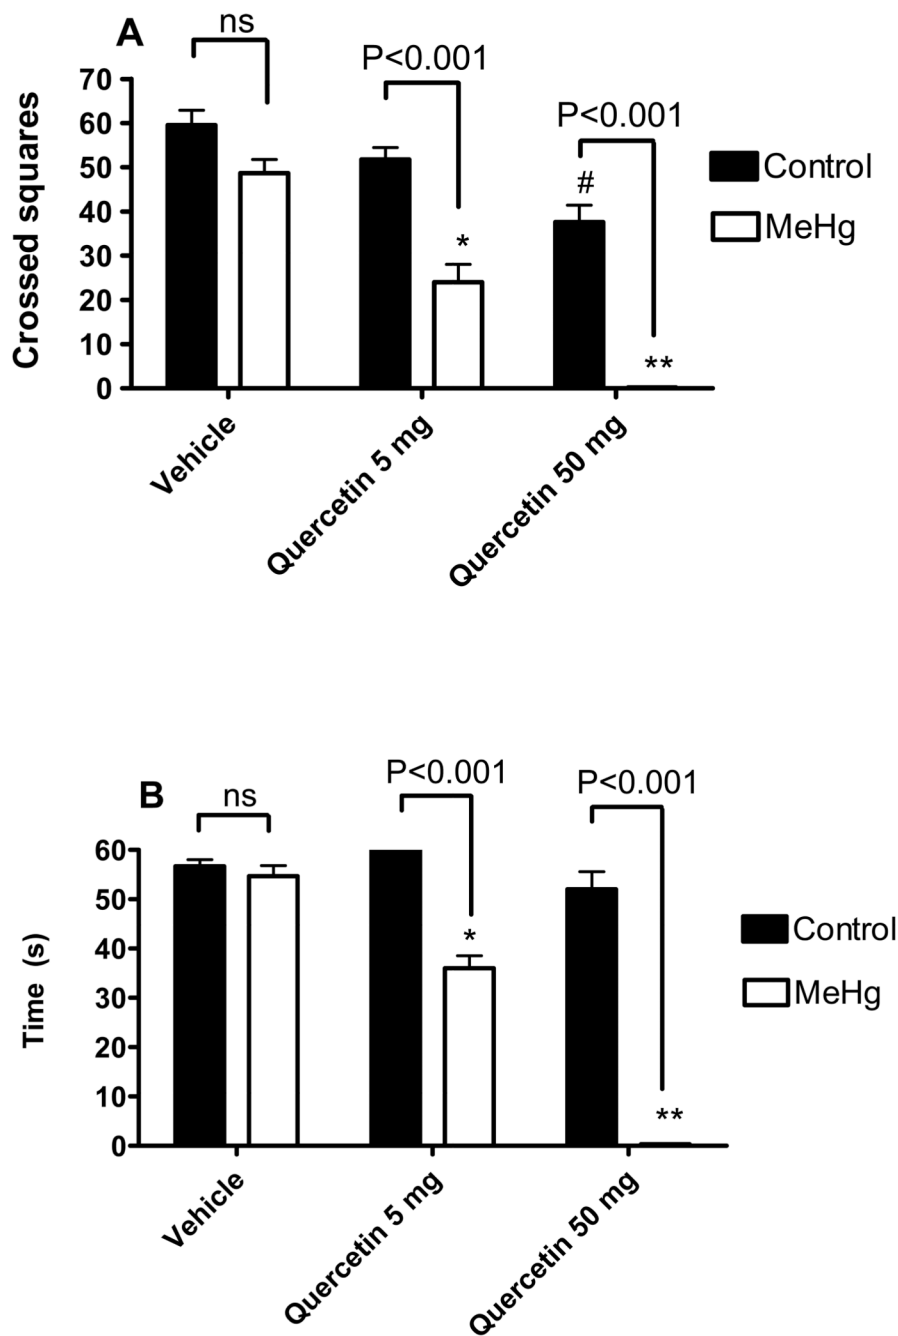 A
ns
P<0.001
P<0.001
Crossed squares
70
60
50
40
30
20
10
0
#
*
**
Control
MeHg
Vehicle
Quercetin 5 mg
Quercetin 50 mg
B
ns
P<0.001
P<0.001
Time (s)
60
50
40
30
20
10
0
*
**
Control
MeHg
Vehicle
Quercetin 5 mg
Quercetin 50 mg